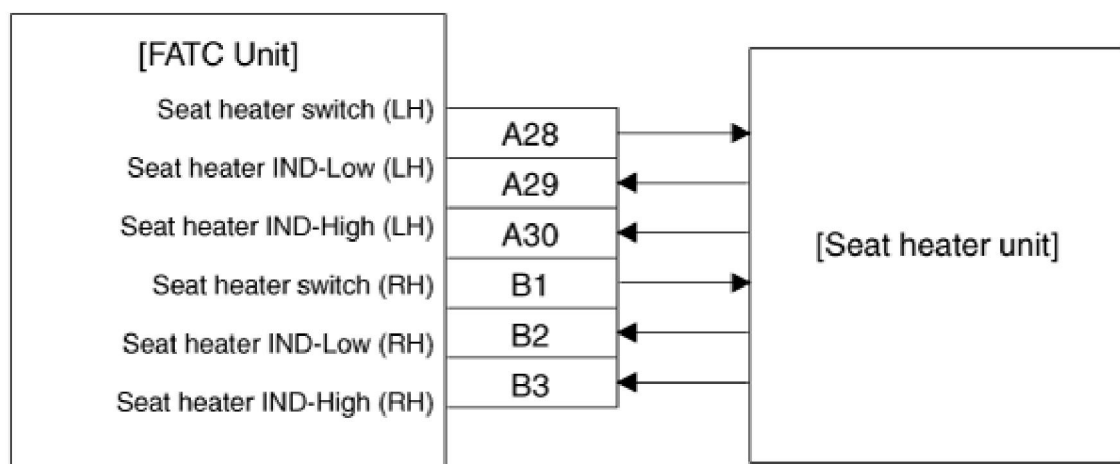 [FATC Unit]
Seat heater switch (LH)
A28
Seat heater IND-Low (LH)
A29
Seat heater IND-High (LH)
A30
[Seat heater unit]
Seat heater switch (RH)
B1
Seat heater IND-Low (RH)
B2
Seat heater IND-High (RH)
B3